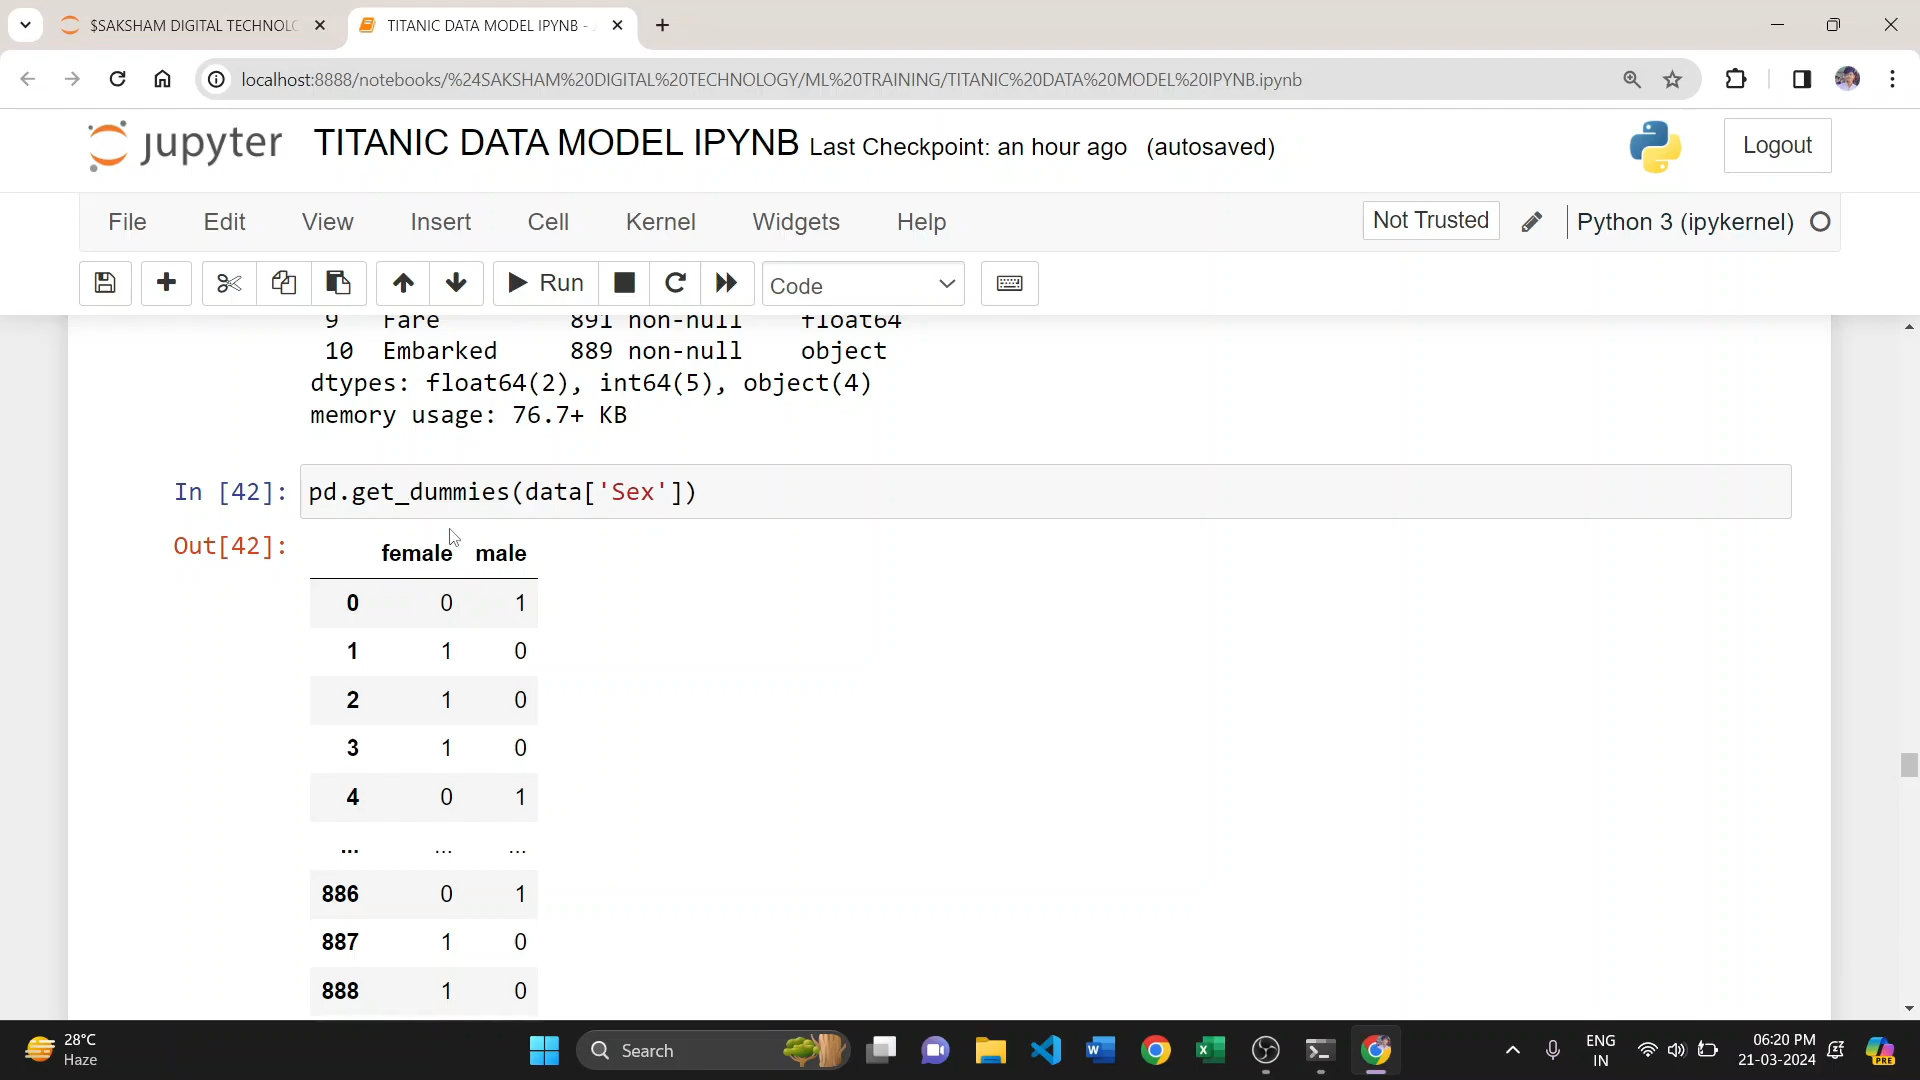 $SAKSHAM DIGITAL TECHNOLO
TITANIC DATA MODEL IPYNB -
localhost:8888/notebooks/%24SAKSHAM%20DIGITAL%20TECHNOLOGY/ML%20TRAINING/TITANIC%20DATA%20MODEL%20IPYNB.ipynb
jupyter TITANIC DATA MODEL IPYNB Last Checkpoint: an hour ago (autosaved) Logout
File Edit View Insert Cell Kernel Widgets Help Not Trusted Python 3 (ipykernel)
Run Code
9 Fare 891 non-null float64
10 Embarked 889 non-null object
dtypes: float64(2), int64(5), object(4)
memory usage: 76.7+ KB
In [42]: pd.get_dummies(data['Sex'])
Out[42]:
female male
0 0 1
1 1 0
2 1 0
3 1 0
4 0 1
... ... ...
886 0 1
887 1 0
888 1 0
28°C
Haze
Search
ENG
IN
06:20 PM
21-03-2024
PRE